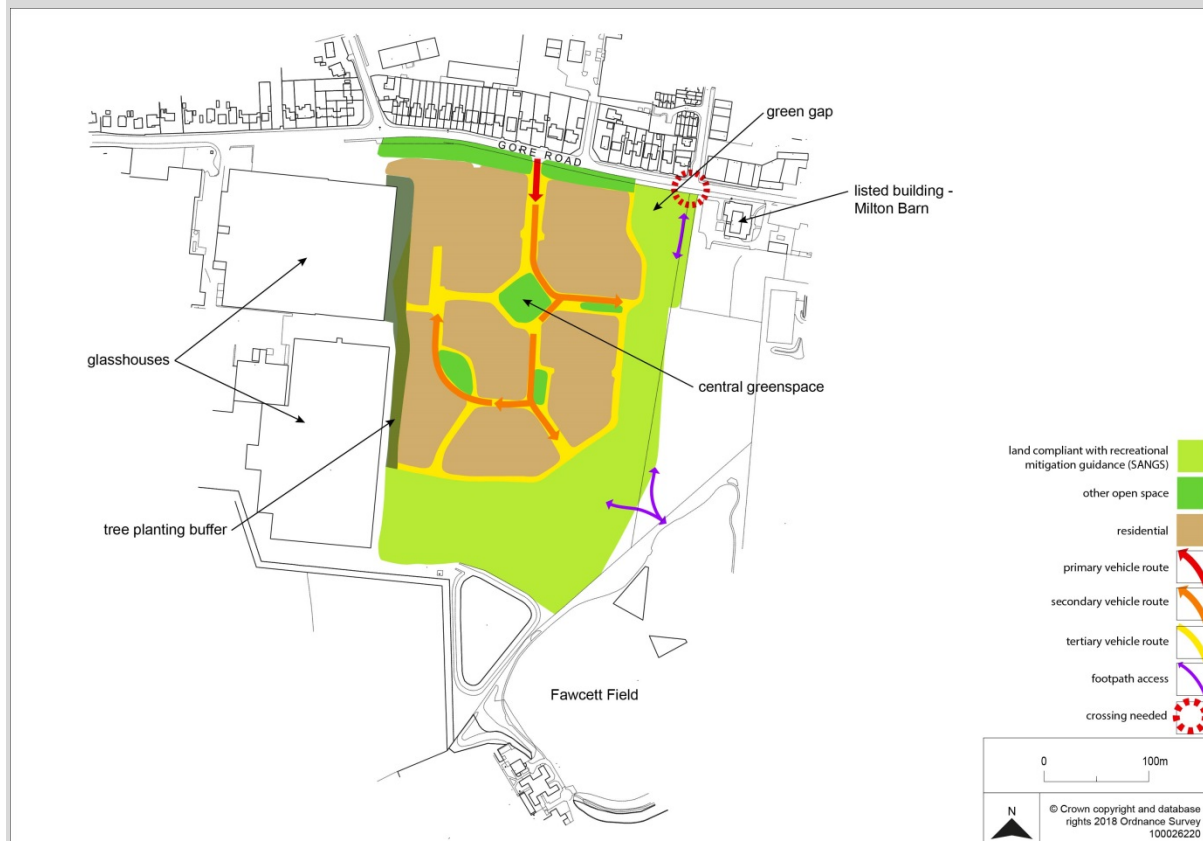 green gap
GORE ROAD
listed building -
Milton Barn
glasshouses
central greenspace
tree planting buffer
Fawcett Field
land compliant with recreational
mitigation guidance (SANGS)
other open space
residential
primary vehicle route
secondary vehicle route
tertiary vehicle route
footpath access
crossing needed
0 100m
N
© Crown copyright and database
rights 2018 Ordnance Survey
100026220